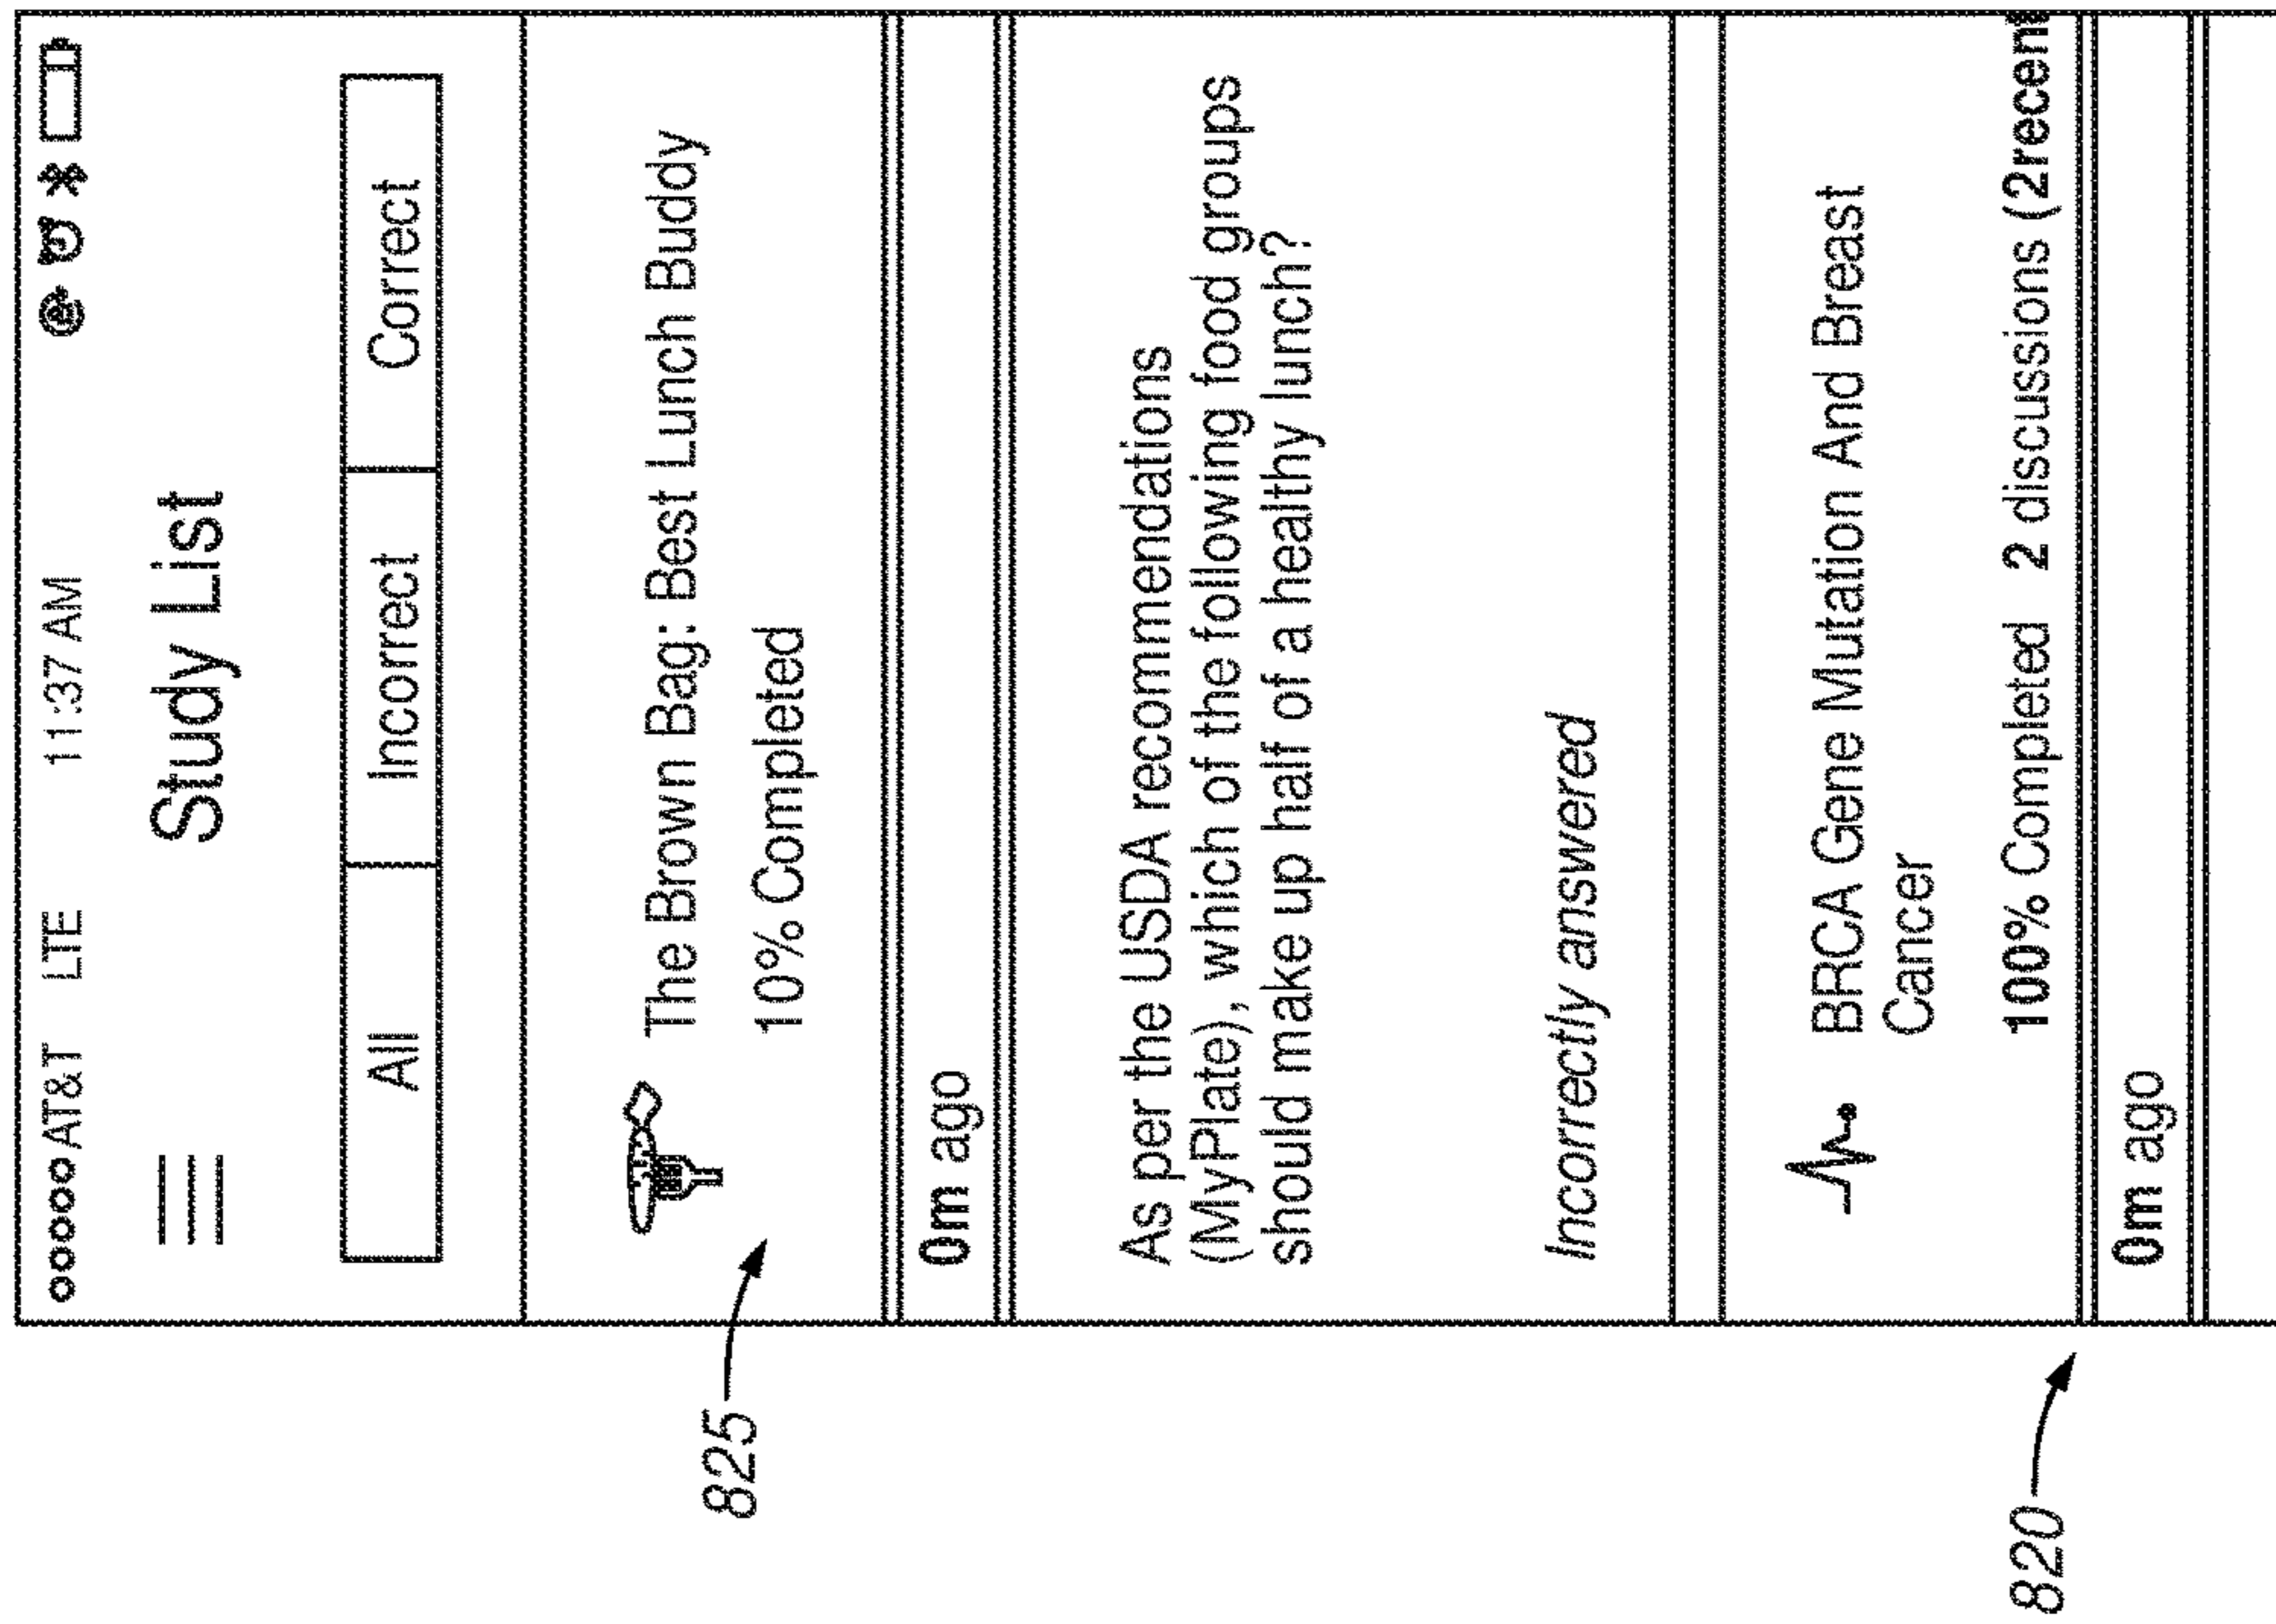 AT&T LTE 11:37 AM
Study List
All Incorrect Correct
The Brown Bag: Best Lunch Buddy
10% Completed
825
0m ago
As per the USDA recommendations
(MyPlate), which of the following food groups
should make up half of a healthy lunch?
Incorrectly answered
BRCA Gene Mutation And Breast
Cancer
100% Completed 2 discussions (2recent
820
0m ago